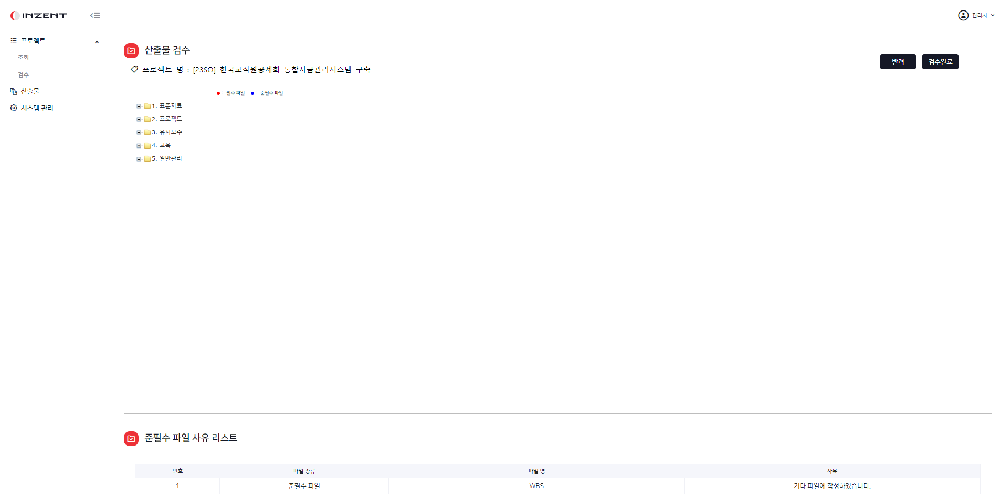 INZENT
관리자
프로젝트
조회
검수
산출물
시스템 관리
산출물 검수
반려 검수완료
프로젝트 명 : [23SO] 한국교직원공제회 통합자금관리시스템 구축
: 필수 파일 : 준필수 파일
1. 표준자료
2. 프로젝트
3. 유지보수
4. 교육
5. 일반관리
준필수 파일 사유 리스트
번호 파일 종류 파일 명 사유
1 준필수 파일 WBS 기타 파일에 작성하였습니다.